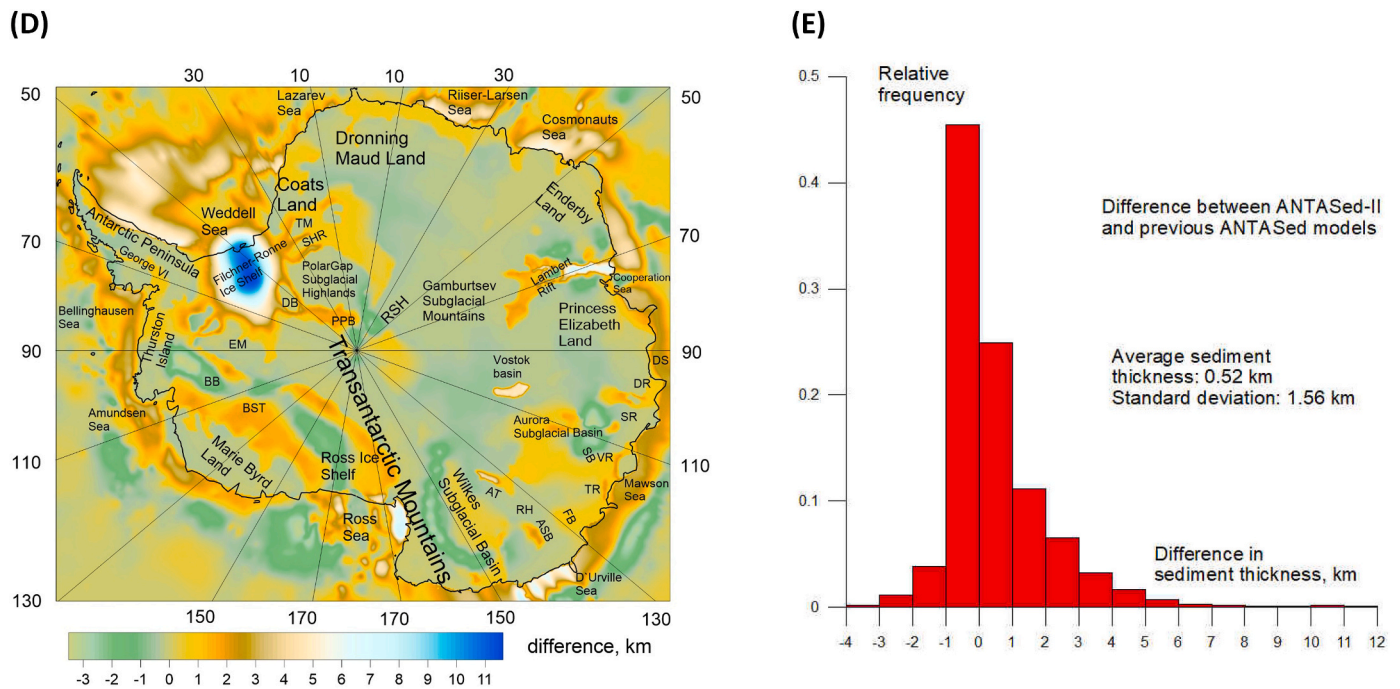 (D)
30 10 10 30
50 50
Lazarev
Sea
Riiser-Larsen
Sea
Cosmonauts
Sea
Dronning
Maud Land
Coats
Land
Enderby
Land
Weddell
Sea
TM
SHR
Antarctic Peninsula
George VI
70 70
Filchner-Ronne
Ice Shelf
PolarGap
Subglacial
Highlands
Lambert
Rift
Cooperation
Sea
Gamburtsev
Subglacial
Mountains
DB
RSH
PPB
Bellinghausen
Sea
Thurston
Island
Princess
Elizabeth
Land
EM
90 90
Transantarctic Mountains
Vostok
basin
DS
DR
BB
BST
Amundsen
Sea
SR
Aurora
Subglacial Basin
SB
VR
Marie Byrd
Land
Ross Ice
Shelf
110 110
Wilkes
Subglacial Basin
AT
TR
Mawson
Sea
RH
ASB
FB
Ross
Sea
D'Urville
Sea
130 130
150 170 170 150
-3 -2 -1 0 1 2 3 4 5 6 7 8 9 10 11
difference, km
(E)
Relative
frequency
0.5
0.4
0.3
0.2
0.1
0
Difference between ANTASed-II
and previous ANTASed models
Average sediment
thickness: 0.52 km
Standard deviation: 1.56 km
Difference in
sediment thickness, km
-4 -3 -2 -1 0 1 2 3 4 5 6 7 8 9 10 11 12